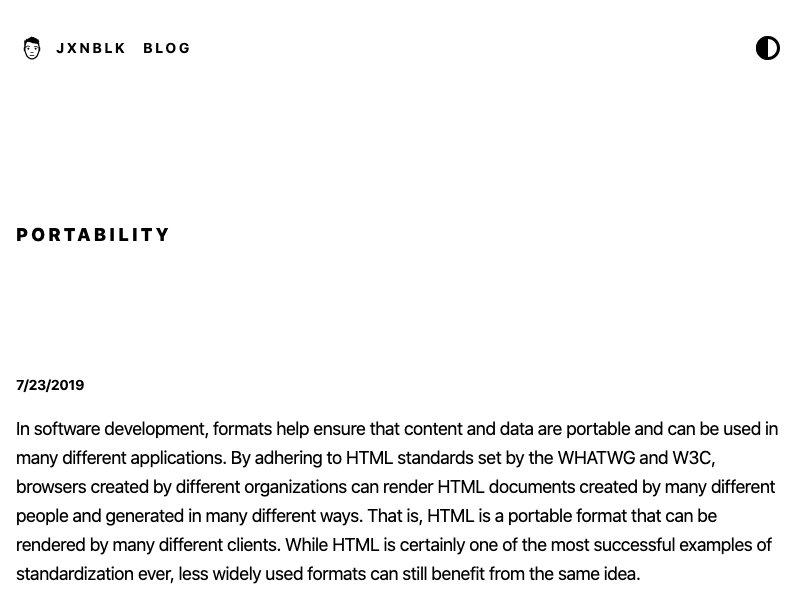 JXNBLK BLOG
PORTABILITY
7/23/2019
In software development, formats help ensure that content and data are portable and can be used in
many different applications. By adhering to HTML standards set by the WHATWG and W3C,
browsers created by different organizations can render HTML documents created by many different
people and generated in many different ways. That is, HTML is a portable format that can be
rendered by many different clients. While HTML is certainly one of the most successful examples of
standardization ever, less widely used formats can still benefit from the same idea.